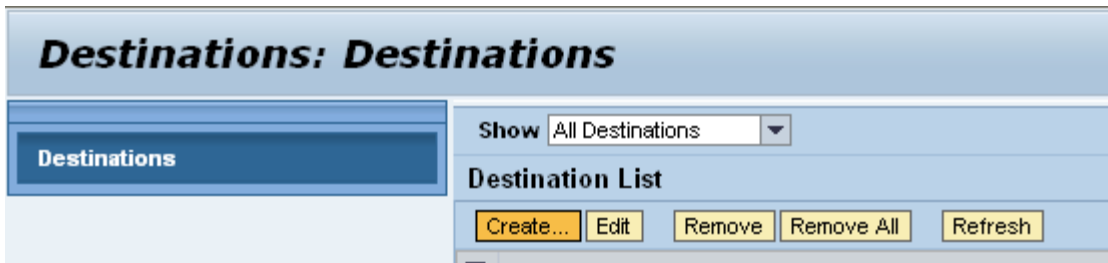 Destinations: Destinations
Destinations
Show All Destinations
Destination List
Create... Edit Remove Remove All Refresh